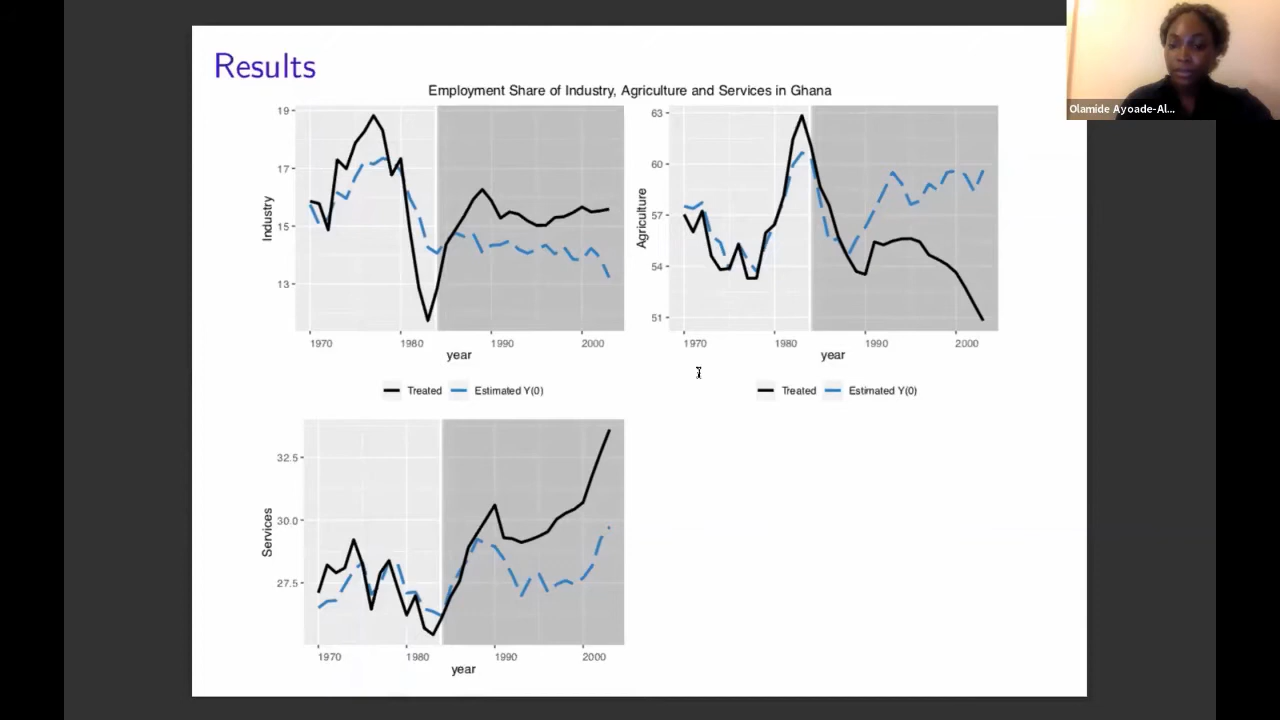 Results
Olamide Ayoade-Al...
Employment Share of Industry, Agriculture and Services in Ghana
Industry
19
17
15
13
1970 1980 1990 2000
year
Treated Estimated Y(0)
Agriculture
63
60
57
54
51
1970 1980 1990 2000
year
Treated Estimated Y(0)
Services
32.5
30.0
27.5
1970 1980 1990 2000
year